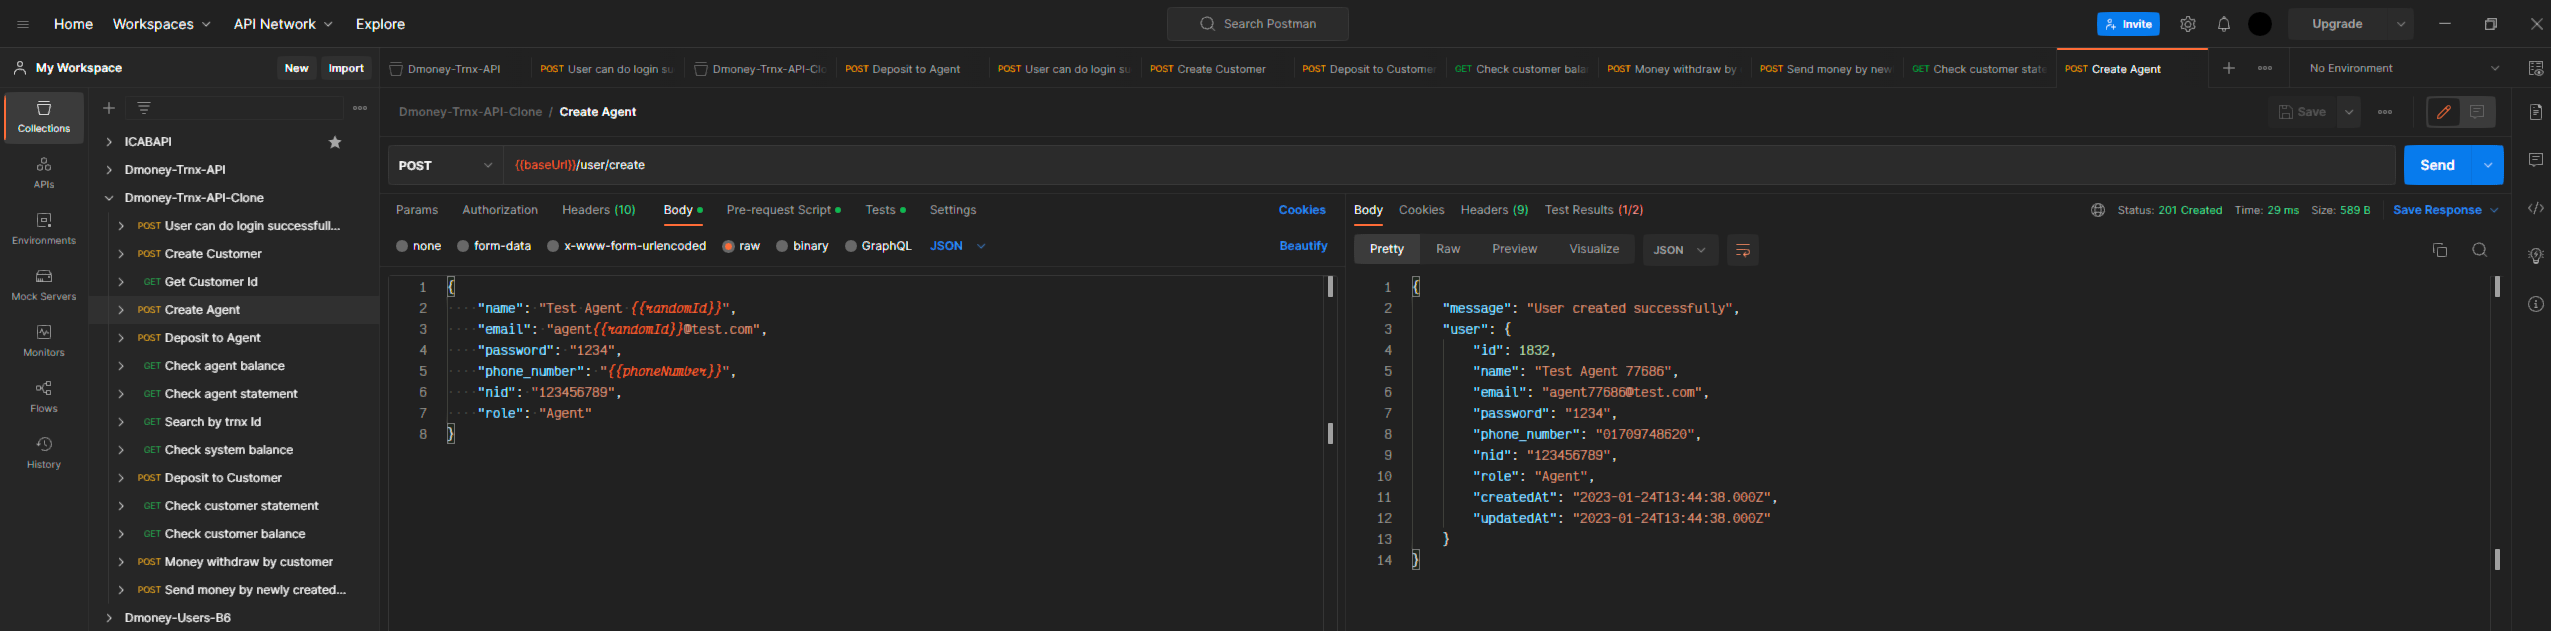 Home Workspaces API Network Explore Search Postman Invite Upgrade
My Workspace New Import
Dmoney-Trnx-API POST User can do login su Dmoney-Trnx-API-Clo POST Deposit to Agent POST User can do login su POST Create Customer POST Deposit to Custome GET Check customer bala POST Money withdraw by POST Send money by new GET Check customer state POST Create Agent No Environment
Collections
APIs
Environments
Mock Servers
Monitors
Flows
History
ICABAPI
Dmoney-Trnx-API
Dmoney-Trnx-API-Clone
POST User can do login successfull...
POST Create Customer
GET Get Customer Id
POST Create Agent
POST Deposit to Agent
GET Check agent balance
GET Check agent statement
GET Search by trnx Id
GET Check system balance
POST Deposit to Customer
GET Check customer statement
GET Check customer balance
POST Money withdraw by customer
POST Send money by newly created...
Dmoney-Users-B6
Dmoney-Trnx-API-Clone / Create Agent Save
POST {{baseUrl}}/user/create Send
Params Authorization Headers (10) Body Pre-request Script Tests Settings Cookies
none form-data x-www-form-urlencoded raw binary GraphQL JSON Beautify
1 {
2 "name": "Test Agent {{randomId}}",
3 "email": "agent{{randomId}}@test.com",
4 "password": "1234",
5 "phone_number": "{{phoneNumber}}",
6 "nid": "123456789",
7 "role": "Agent"
8 }
Body Cookies Headers (9) Test Results (1/2) Status: 201 Created Time: 29 ms Size: 589 B Save Response
Pretty Raw Preview Visualize JSON
1 {
2 "message": "User created successfully",
3 "user": {
4 "id": 1832,
5 "name": "Test Agent 77686",
6 "email": "agent77686@test.com",
7 "password": "1234",
8 "phone_number": "01709748620",
9 "nid": "123456789",
10 "role": "Agent",
11 "createdAt": "2023-01-24T13:44:38.000Z",
12 "updatedAt": "2023-01-24T13:44:38.000Z"
13 }
14 }